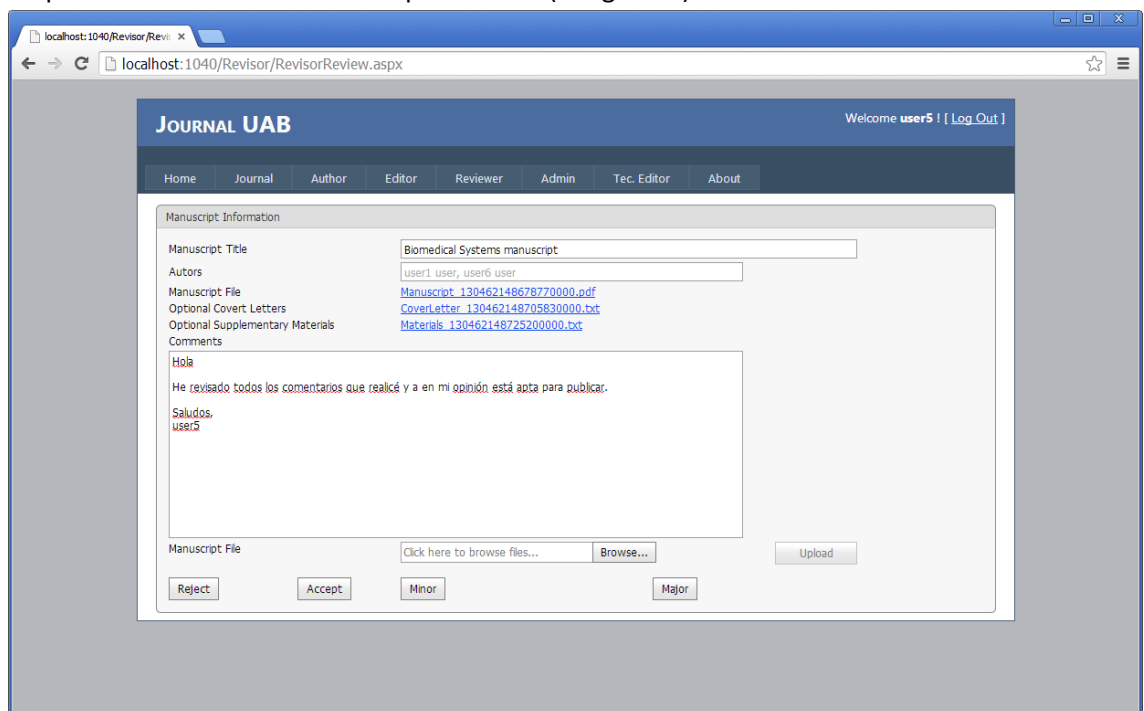 localhost:1040/Revisor/Revi
localhost:1040/Revisor/RevisorReview.aspx
JOURNAL UAB
Welcome user5 ! [ Log Out ]
Home Journal Author Editor Reviewer Admin Tec. Editor About
Manuscript Information
Manuscript Title Biomedical Systems manuscript
Autors user1 user, user6 user
Manuscript File Manuscript_130462148678770000.pdf
Optional Covert Letters CoverLetter_130462148705830000.txt
Optional Supplementary Materials Materials_130462148725200000.txt
Comments
Hola
He revisado todos los comentarios que realicé y a en mi opinión está apta para publicar.
Saludos,
user5
Manuscript File Click here to browse files... Browse... Upload
Reject Accept Minor Major